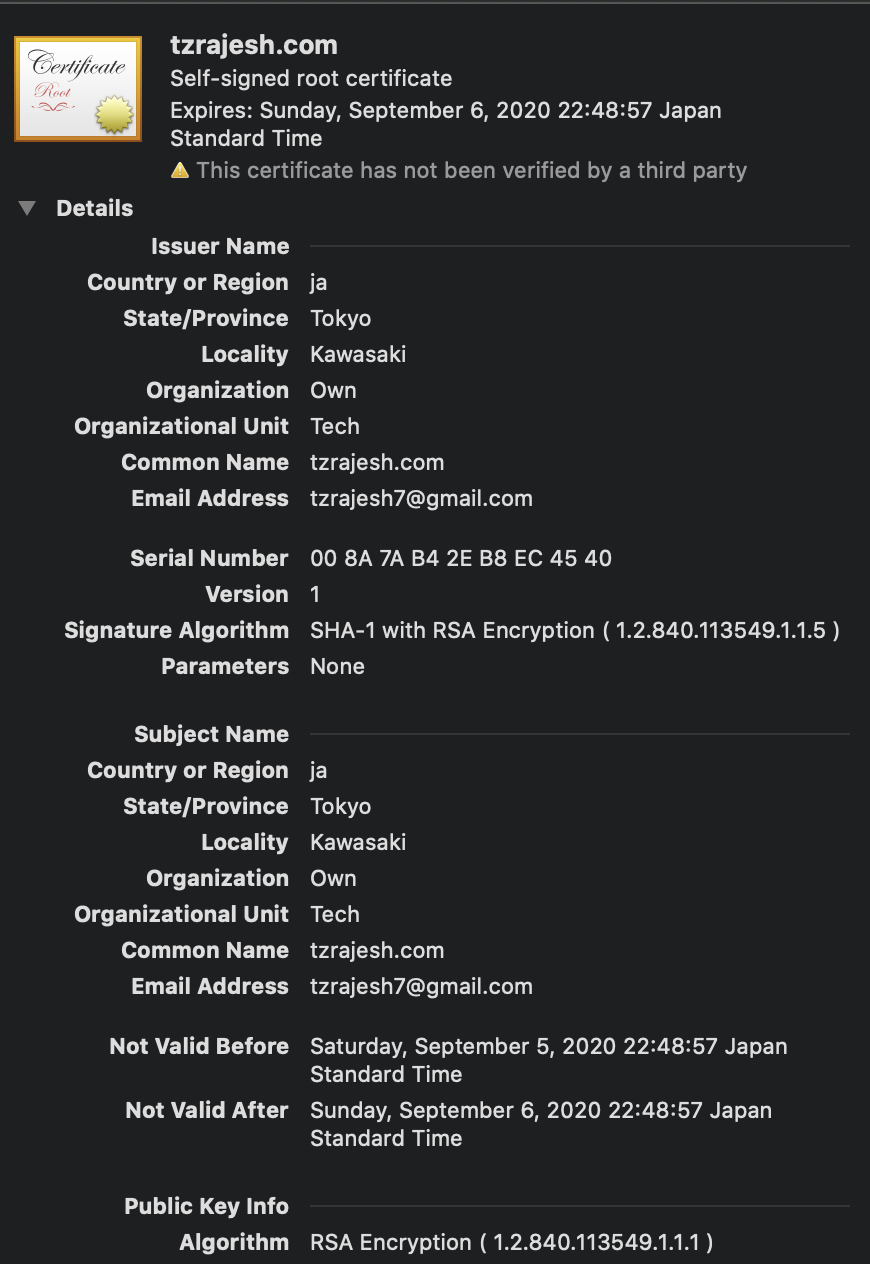 Certificate
Root
tzrajesh.com
Self-signed root certificate
Expires: Sunday, September 6, 2020 22:48:57 Japan
Standard Time
This certificate has not been verified by a third party
Details
Issuer Name
Country or Region ja
State/Province Tokyo
Locality Kawasaki
Organization Own
Organizational Unit Tech
Common Name tzrajesh.com
Email Address tzrajesh7@gmail.com
Serial Number 00 8A 7A B4 2E B8 EC 45 40
Version 1
Signature Algorithm SHA-1 with RSA Encryption ( 1.2.840.113549.1.1.5 )
Parameters None
Subject Name
Country or Region ja
State/Province Tokyo
Locality Kawasaki
Organization Own
Organizational Unit Tech
Common Name tzrajesh.com
Email Address tzrajesh7@gmail.com
Not Valid Before Saturday, September 5, 2020 22:48:57 Japan
Standard Time
Not Valid After Sunday, September 6, 2020 22:48:57 Japan
Standard Time
Public Key Info
Algorithm RSA Encryption ( 1.2.840.113549.1.1.1 )